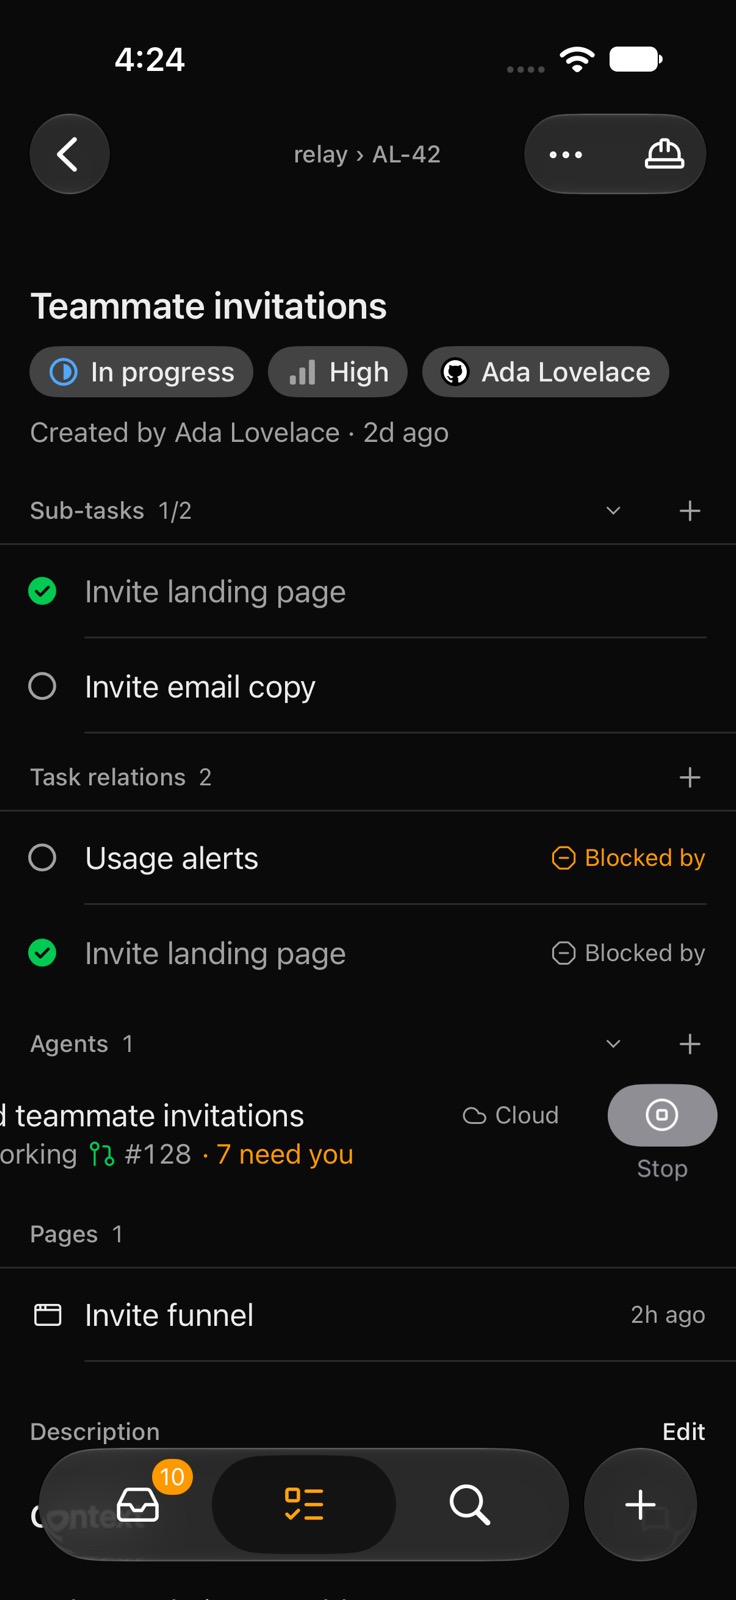 4:24
relay › AL-42
Teammate invitations
In progress High Ada Lovelace
Created by Ada Lovelace · 2d ago
Sub-tasks 1/2
Invite landing page
Invite email copy
Task relations 2
Usage alerts Blocked by
Invite landing page Blocked by
Agents 1
teammate invitations Cloud
orking #128 · 7 need you
Stop
Pages 1
Invite funnel 2h ago
Description Edit
10